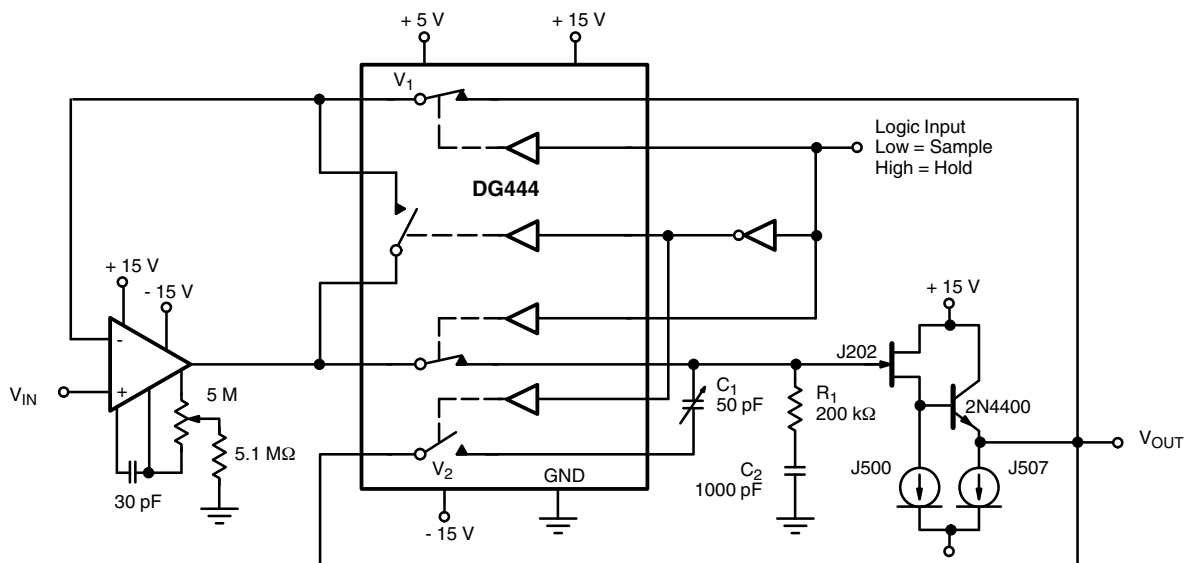 + 5 V
+ 15 V
V1
Logic Input
Low = Sample
High = Hold
DG444
+ 15 V
- 15 V
+ 15 V
-
+
VIN
5 M
5.1 MΩ
30 pF
J202
C1
50 pF
R1
200 kΩ
2N4400
VOUT
V2
GND
C2
1000 pF
J500
J507
- 15 V